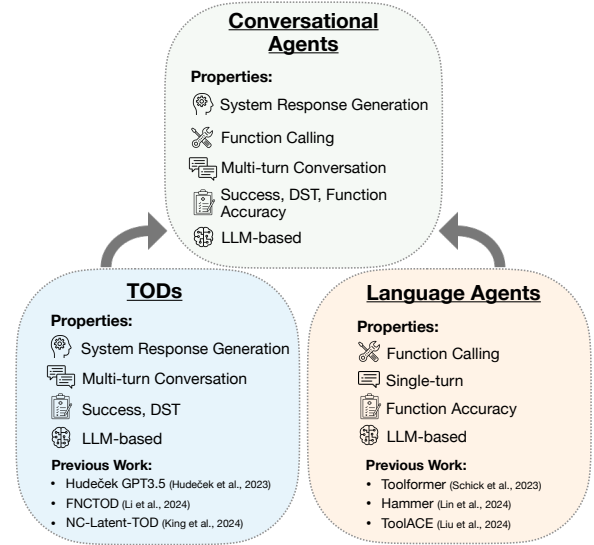 Conversational
Agents
Properties:
System Response Generation
Function Calling
Multi-turn Conversation
Success, DST, Function
Accuracy
LLM-based
TODs
Properties:
System Response Generation
Multi-turn Conversation
Success, DST
LLM-based
Previous Work:
• Hudeček GPT3.5 (Hudeček et al., 2023)
• FNCTOD (Li et al., 2024)
• NC-Latent-TOD (King et al., 2024)
Language Agents
Properties:
Function Calling
Single-turn
Function Accuracy
LLM-based
Previous Work:
• Toolformer (Schick et al., 2023)
• Hammer (Lin et al., 2024)
• ToolACE (Liu et al., 2024)